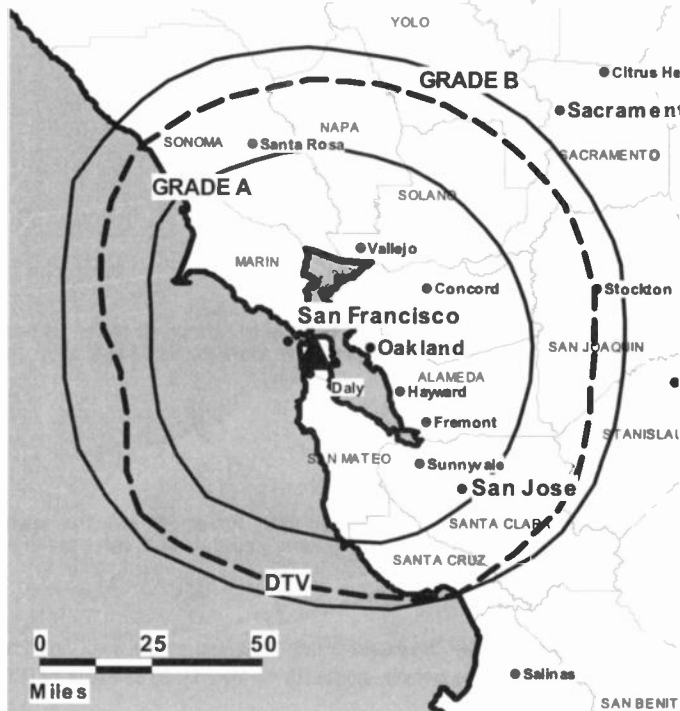 YOLO
Citrus He
GRADE B
Sacrament
NAPA
SONOMA
Santa Rosa
SACRAMENTO
GRADE A
SOLANO
Vallejo
MARIN
Concord
Stockton
San Francisco
Oakland
SAN JOAQUIN
ALAMEDA
Daly
Hayward
Fremont
STANISLAU
SAN MATEO
Sunnyvale
San Jose
SANTA CLARA
SANTA CRUZ
DTV
0 25 50
Miles
Salinas
SAN BENIT